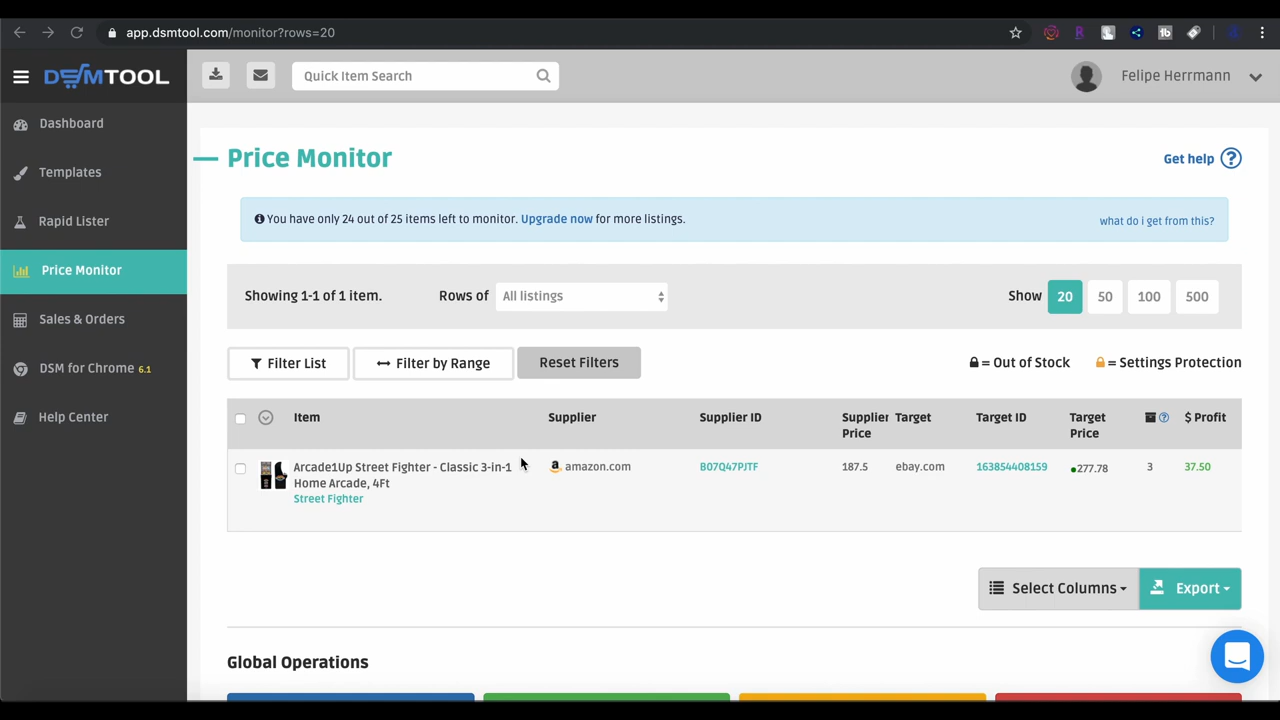 app.dsmtool.com/monitor?rows=20
DSMTOOL
Quick Item Search
Felipe Herrmann
Dashboard
Templates
Rapid Lister
Price Monitor
Sales & Orders
DSM for Chrome 6.1
Help Center
Price Monitor
Get help ?
You have only 24 out of 25 items left to monitor. Upgrade now for more listings.
what do i get from this?
Showing 1-1 of 1 item.
Rows of
All listings
Show 20 50 100 500
Filter List
Filter by Range
Reset Filters
= Out of Stock
= Settings Protection
Item
Supplier
Supplier ID
Supplier
Price
Target
Target ID
Target
Price
?
$ Profit
Arcade1Up Street Fighter - Classic 3-in-1
Home Arcade, 4Ft
Street Fighter
a amazon.com
B07Q47PJTF
187.5
ebay.com
163854408159
277.78
3
37.50
Select Columns
Export
Global Operations